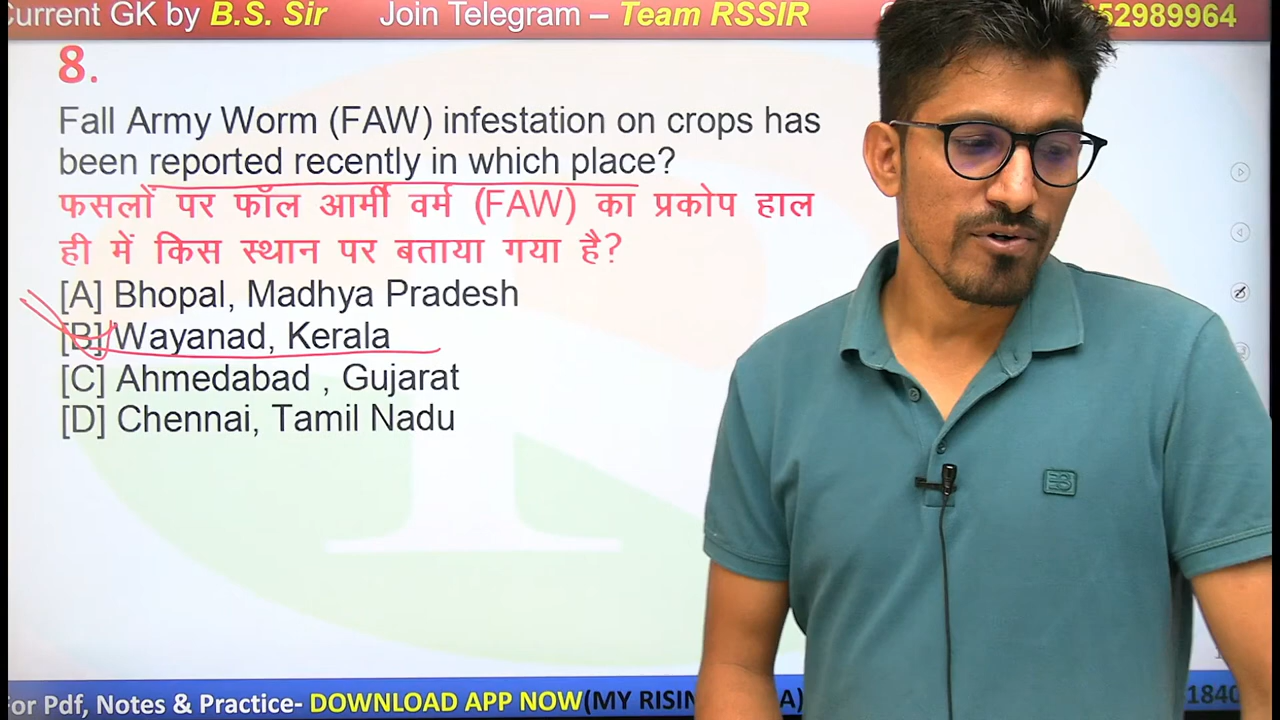 Current GK by B.S. Sir Join Telegram – Team RSSIR 52989964
8.
Fall Army Worm (FAW) infestation on crops has
been reported recently in which place?
फसलों पर फॉल आर्मी वर्म (FAW) का प्रकोप हाल
ही में किस स्थान पर बताया गया है?
[A] Bhopal, Madhya Pradesh
[B] Wayanad, Kerala
[C] Ahmedabad , Gujarat
[D] Chennai, Tamil Nadu
For Pdf, Notes & Practice- DOWNLOAD APP NOW(MY RISIN A) 1840